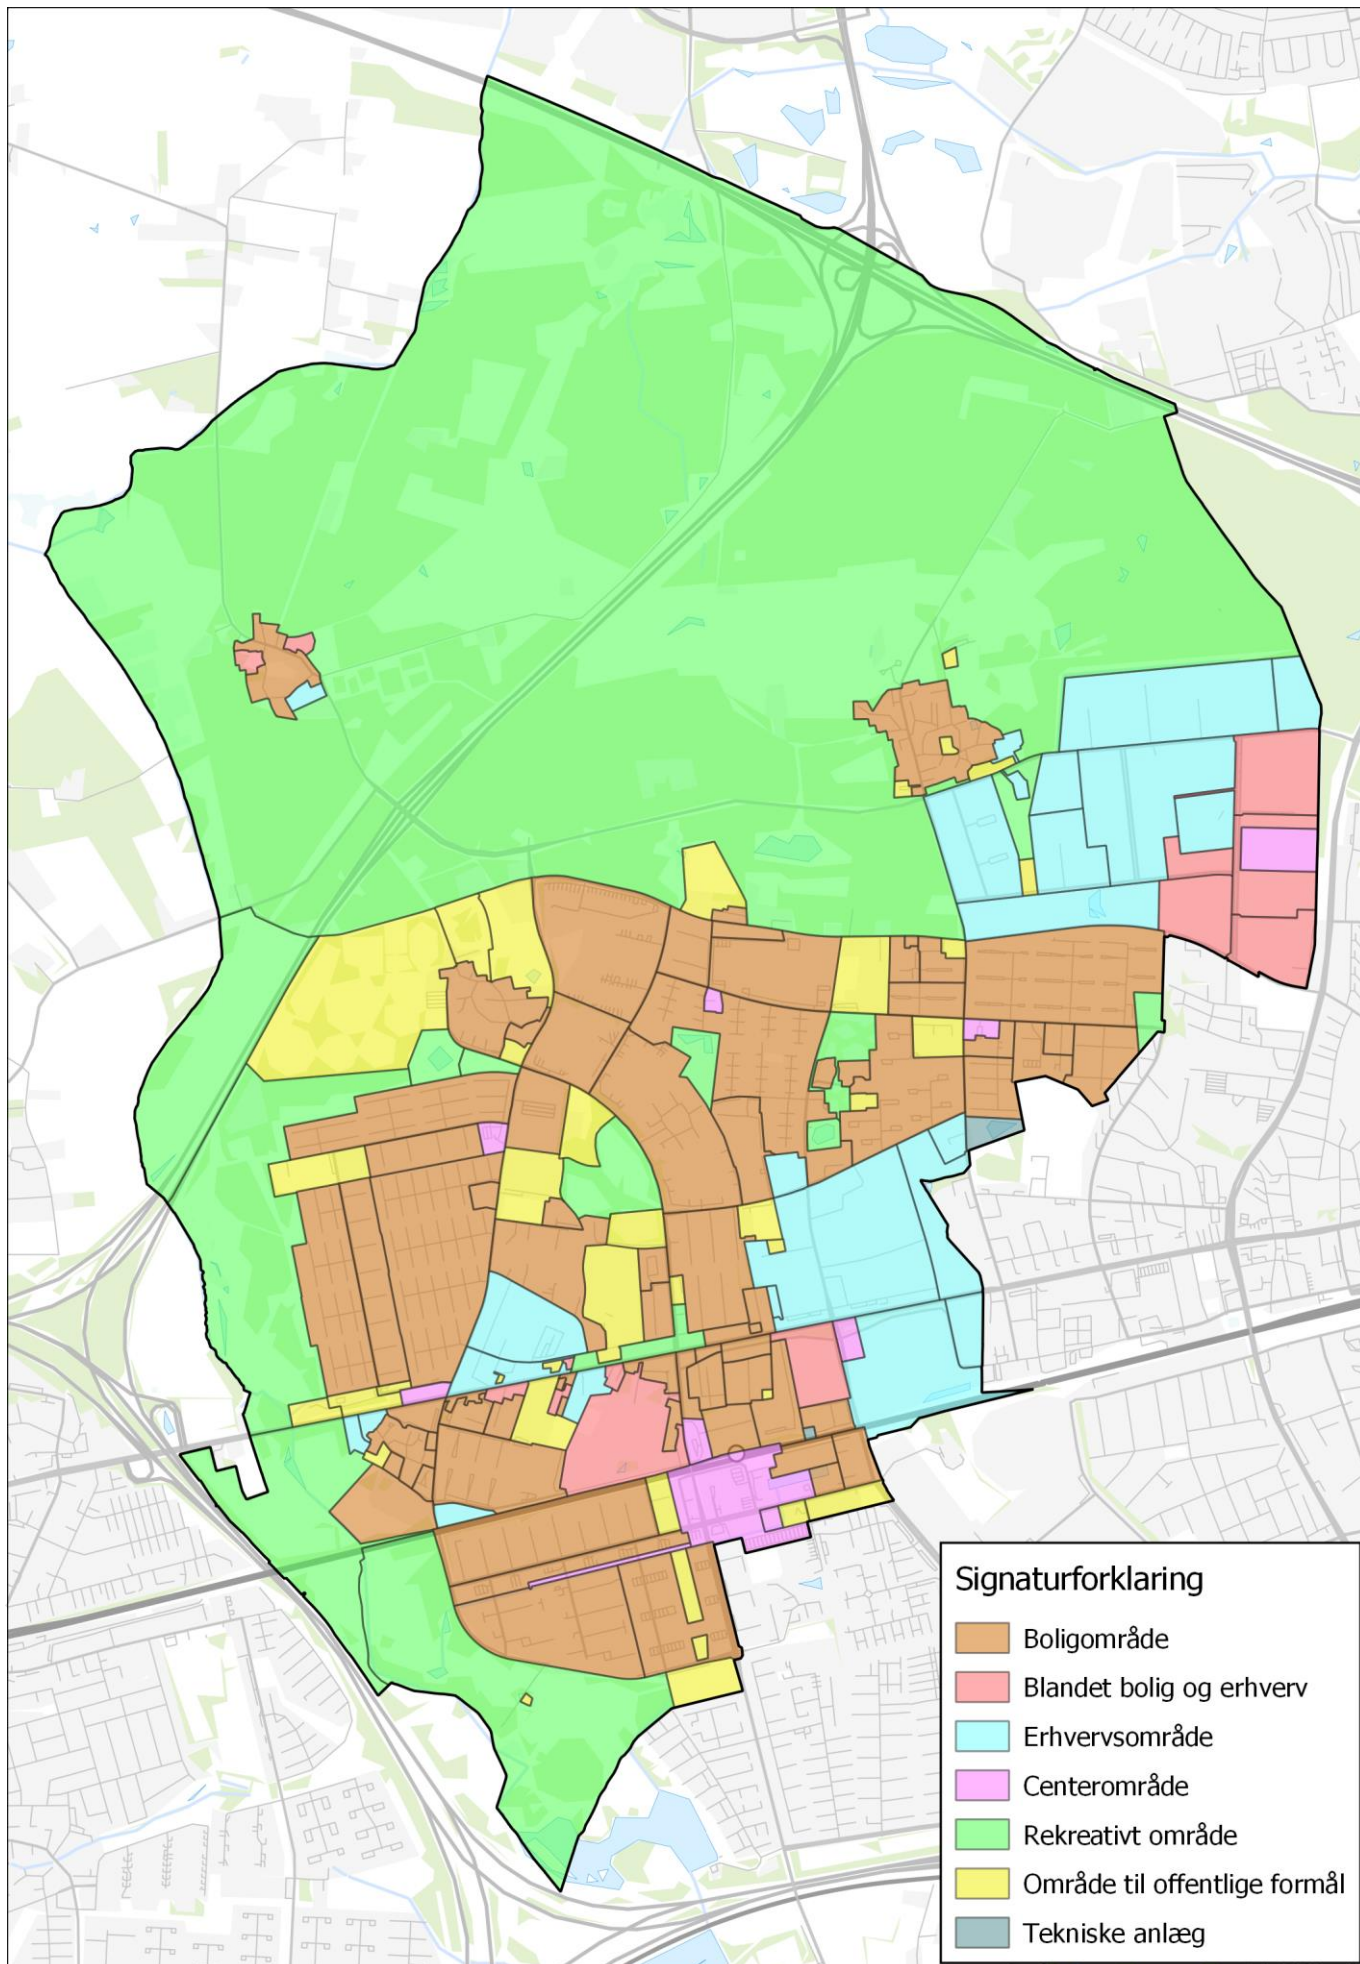 Signaturforklaring
Boligområde
Blandet bolig og erhverv
Erhvervsområde
Centerområde
Rekreativt område
Område til offentlige formål
Tekniske anlæg